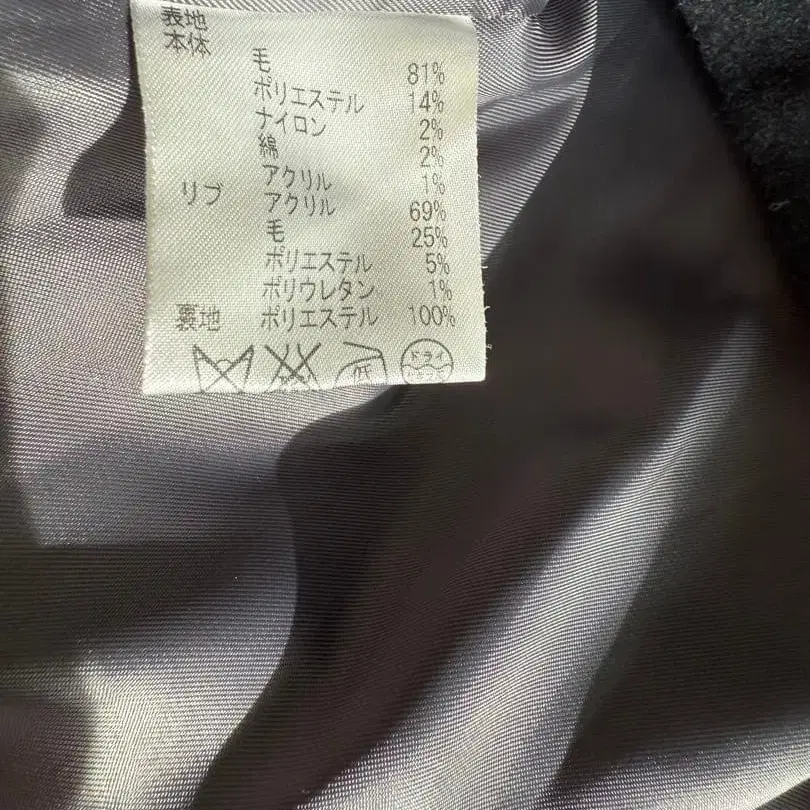 表地
本体
毛 81%
ポリエステル 14%
ナイロン 2%
綿 2%
アクリル 1%
リブ アクリル 69%
毛 25%
ポリエステル 5%
ポリウレタン 1%
裏地 ポリエステル 100%
低 ドライ